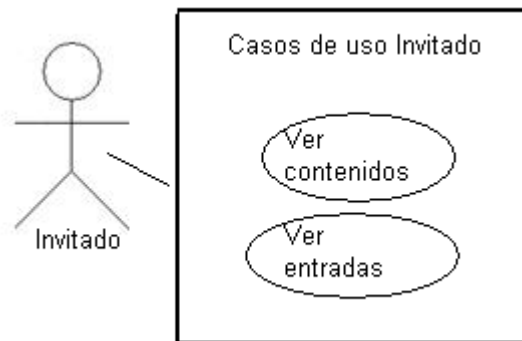 Casos de uso Invitado
Ver
contenidos
Ver
entradas
Invitado